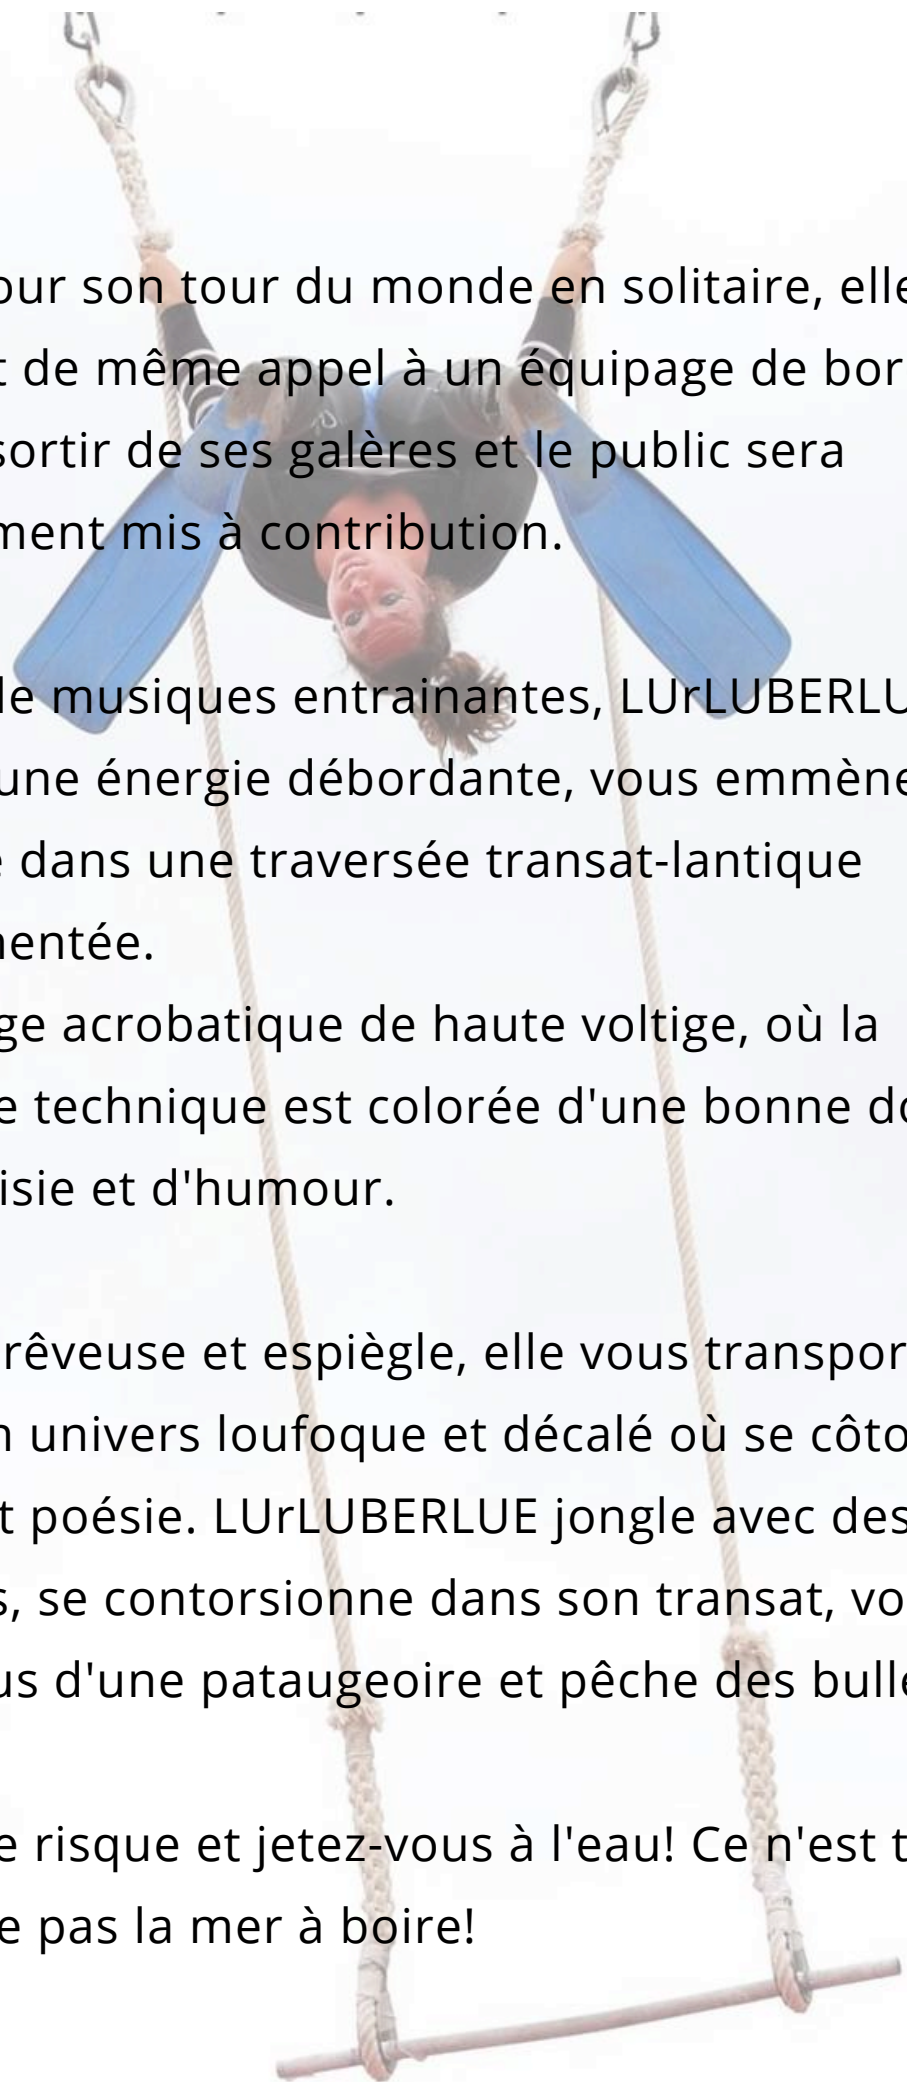 our son tour du monde en solitaire, elle
t de même appel à un équipage de bor
sortir de ses galères et le public sera
ment mis à contribution.
de musiques entrainantes, LUrLUBERLU
une énergie débordante, vous emmène
e dans une traversée transat-lantique
mentée.
ge acrobatique de haute voltige, où la
e technique est colorée d'une bonne do
isie et d'humour.
rêveuse et espiègle, elle vous transpor
n univers loufoque et décalé où se côto
t poésie. LUrLUBERLUE jongle avec des
s, se contorsionne dans son transat, vo
us d'une pataugeoire et pêche des bulle
e risque et jetez-vous à l'eau! Ce n'est t
e pas la mer à boire!